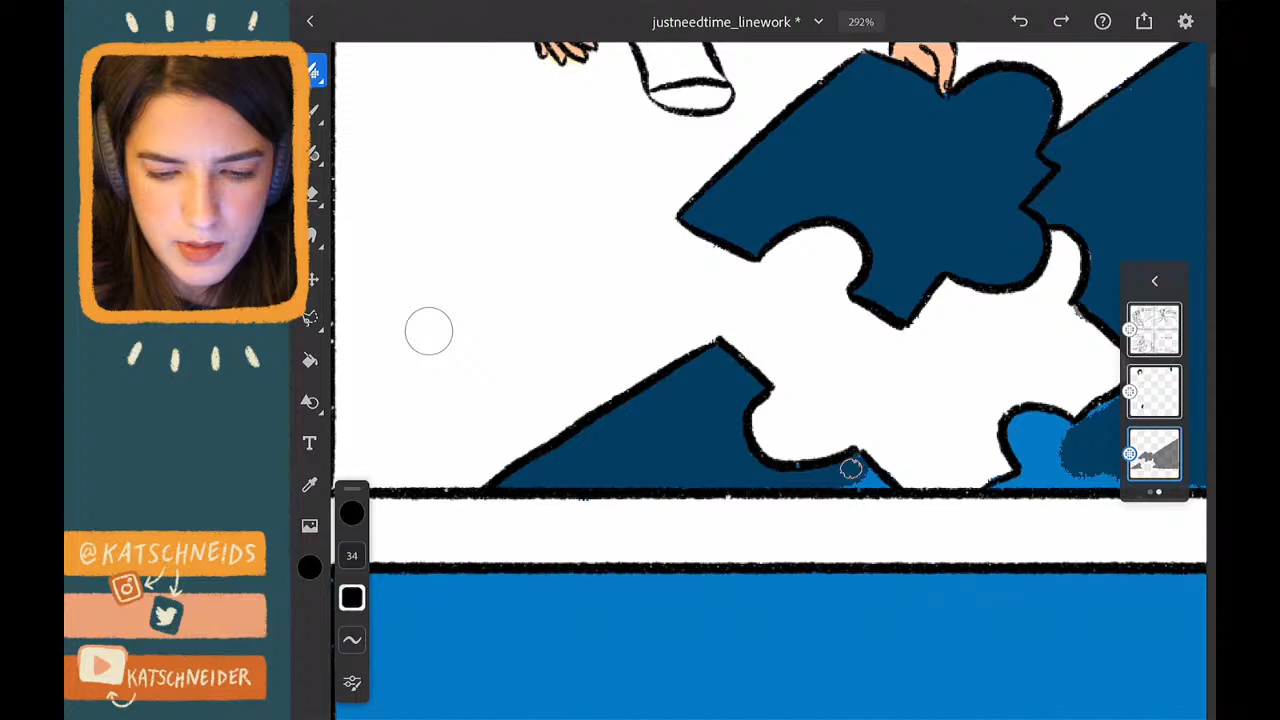 justneedtime_linework *
292%
T
34
@KATSCHNEIDS
KATSCHNEIDER